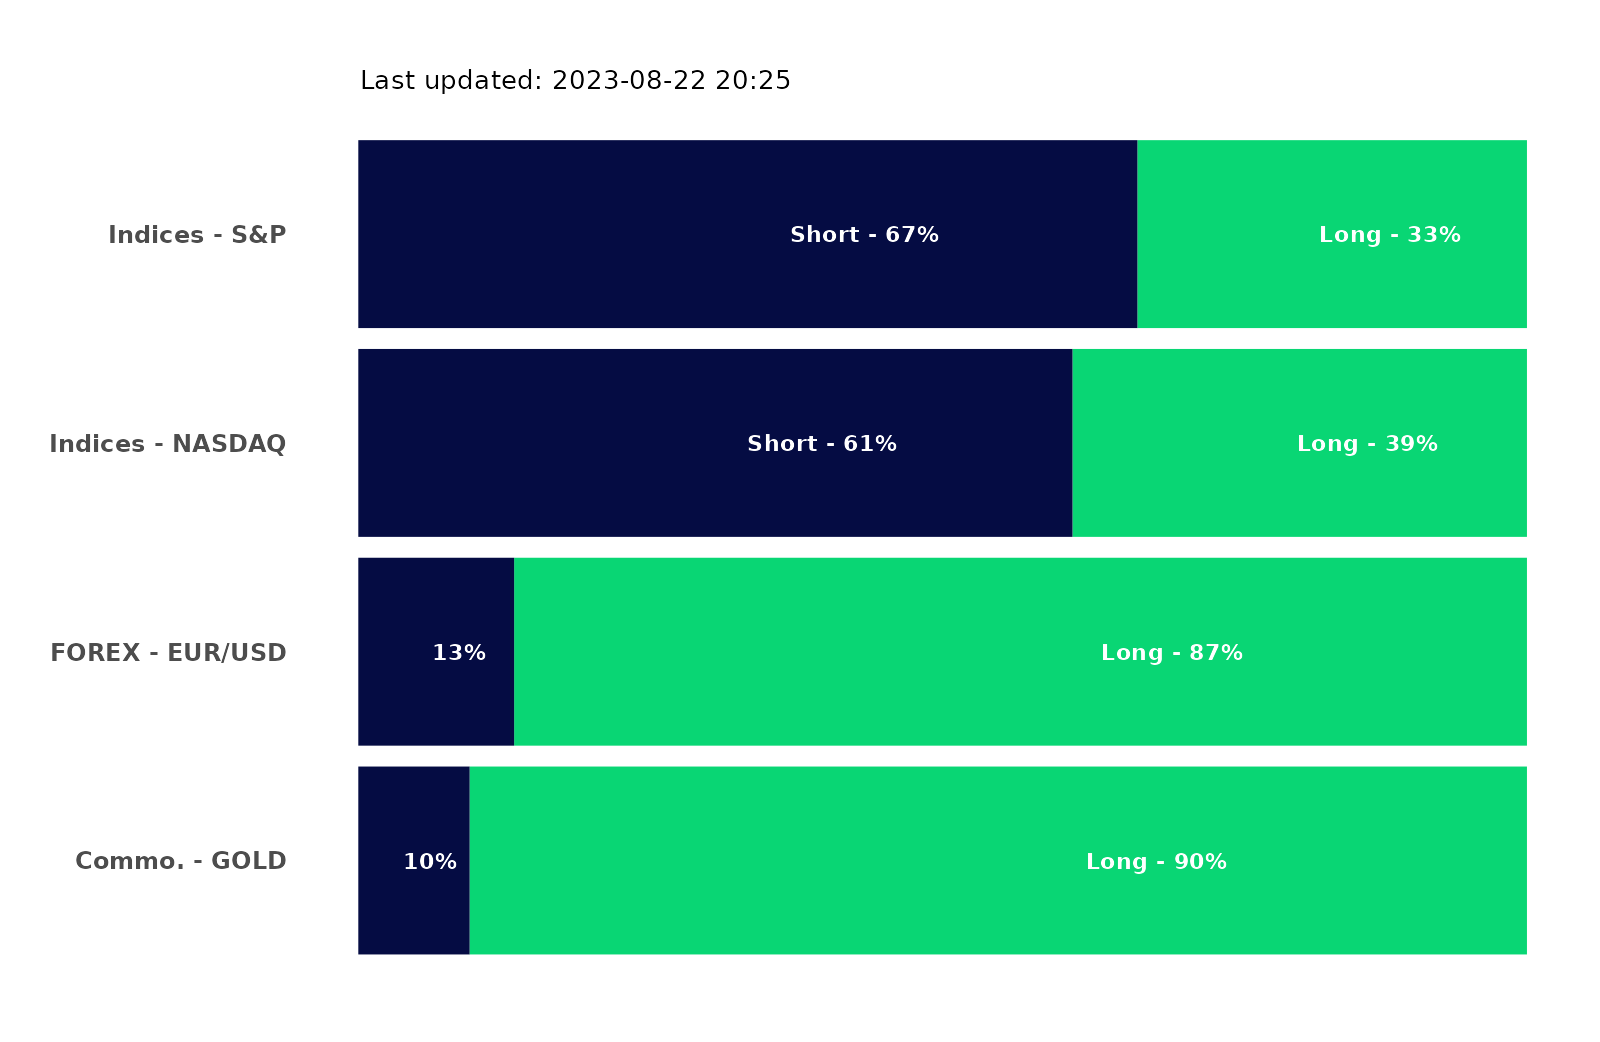 Last updated: 2023-08-22 20:25
Indices - S&P
Short - 67%
Long - 33%
Indices - NASDAQ
Short - 61%
Long - 39%
FOREX - EUR/USD
13%
Long - 87%
Commo. - GOLD
10%
Long - 90%